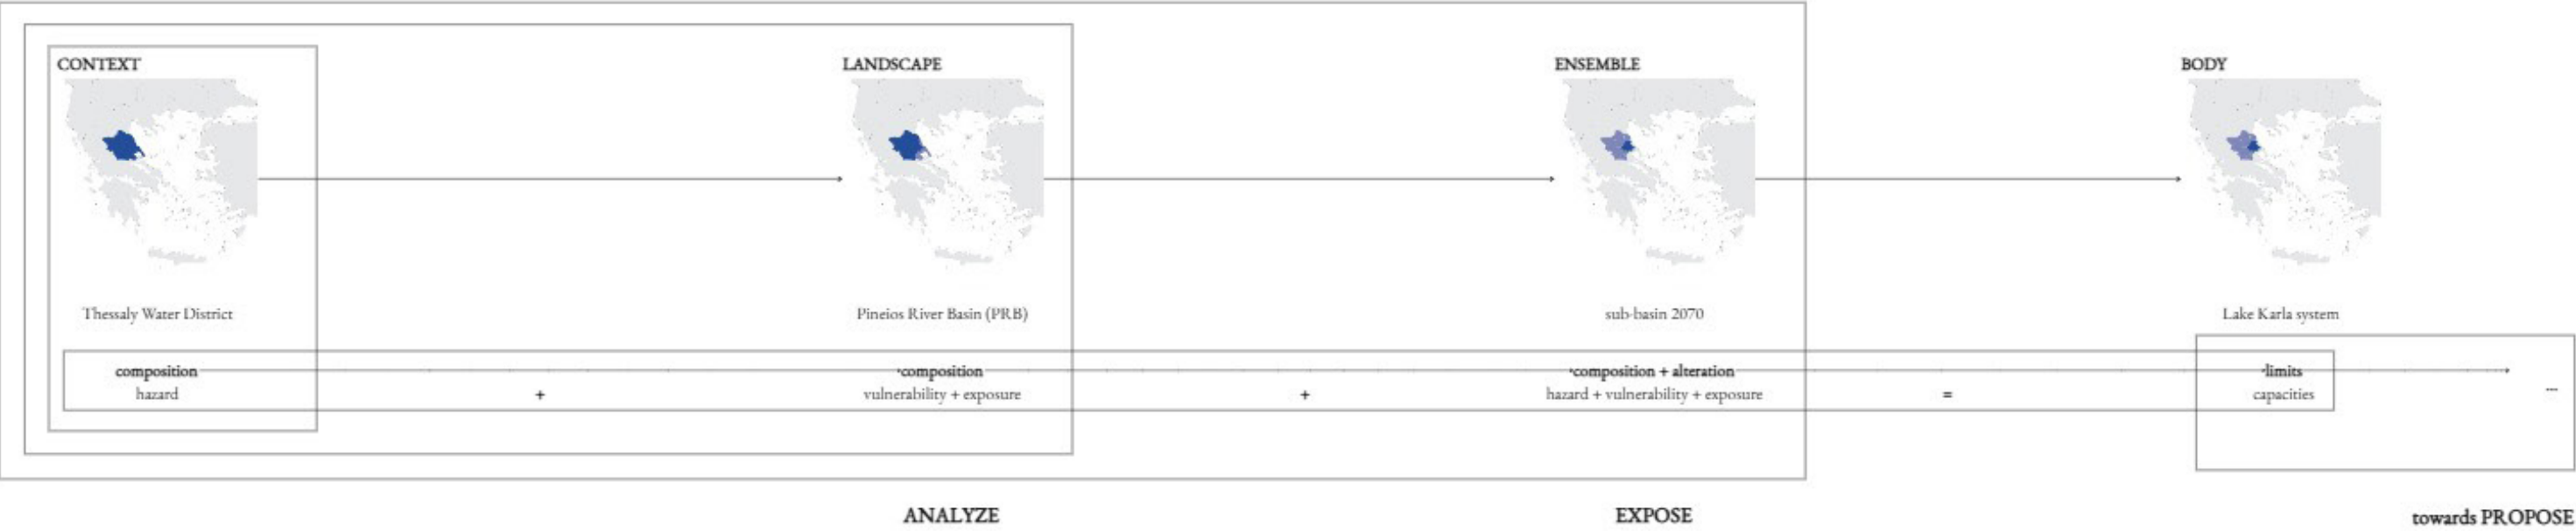 CONTEXT
LANDSCAPE
ENSEMBLE
BODY
Thessaly Water District
Pineios River Basin (PRB)
sub-basin 2070
Lake Karla system
composition
composition
composition + alteration
limits
hazard
+
vulnerability + exposure
+
hazard + vulnerability + exposure
=
capacities
...
ANALYZE
EXPOSE
towards PROPOSE